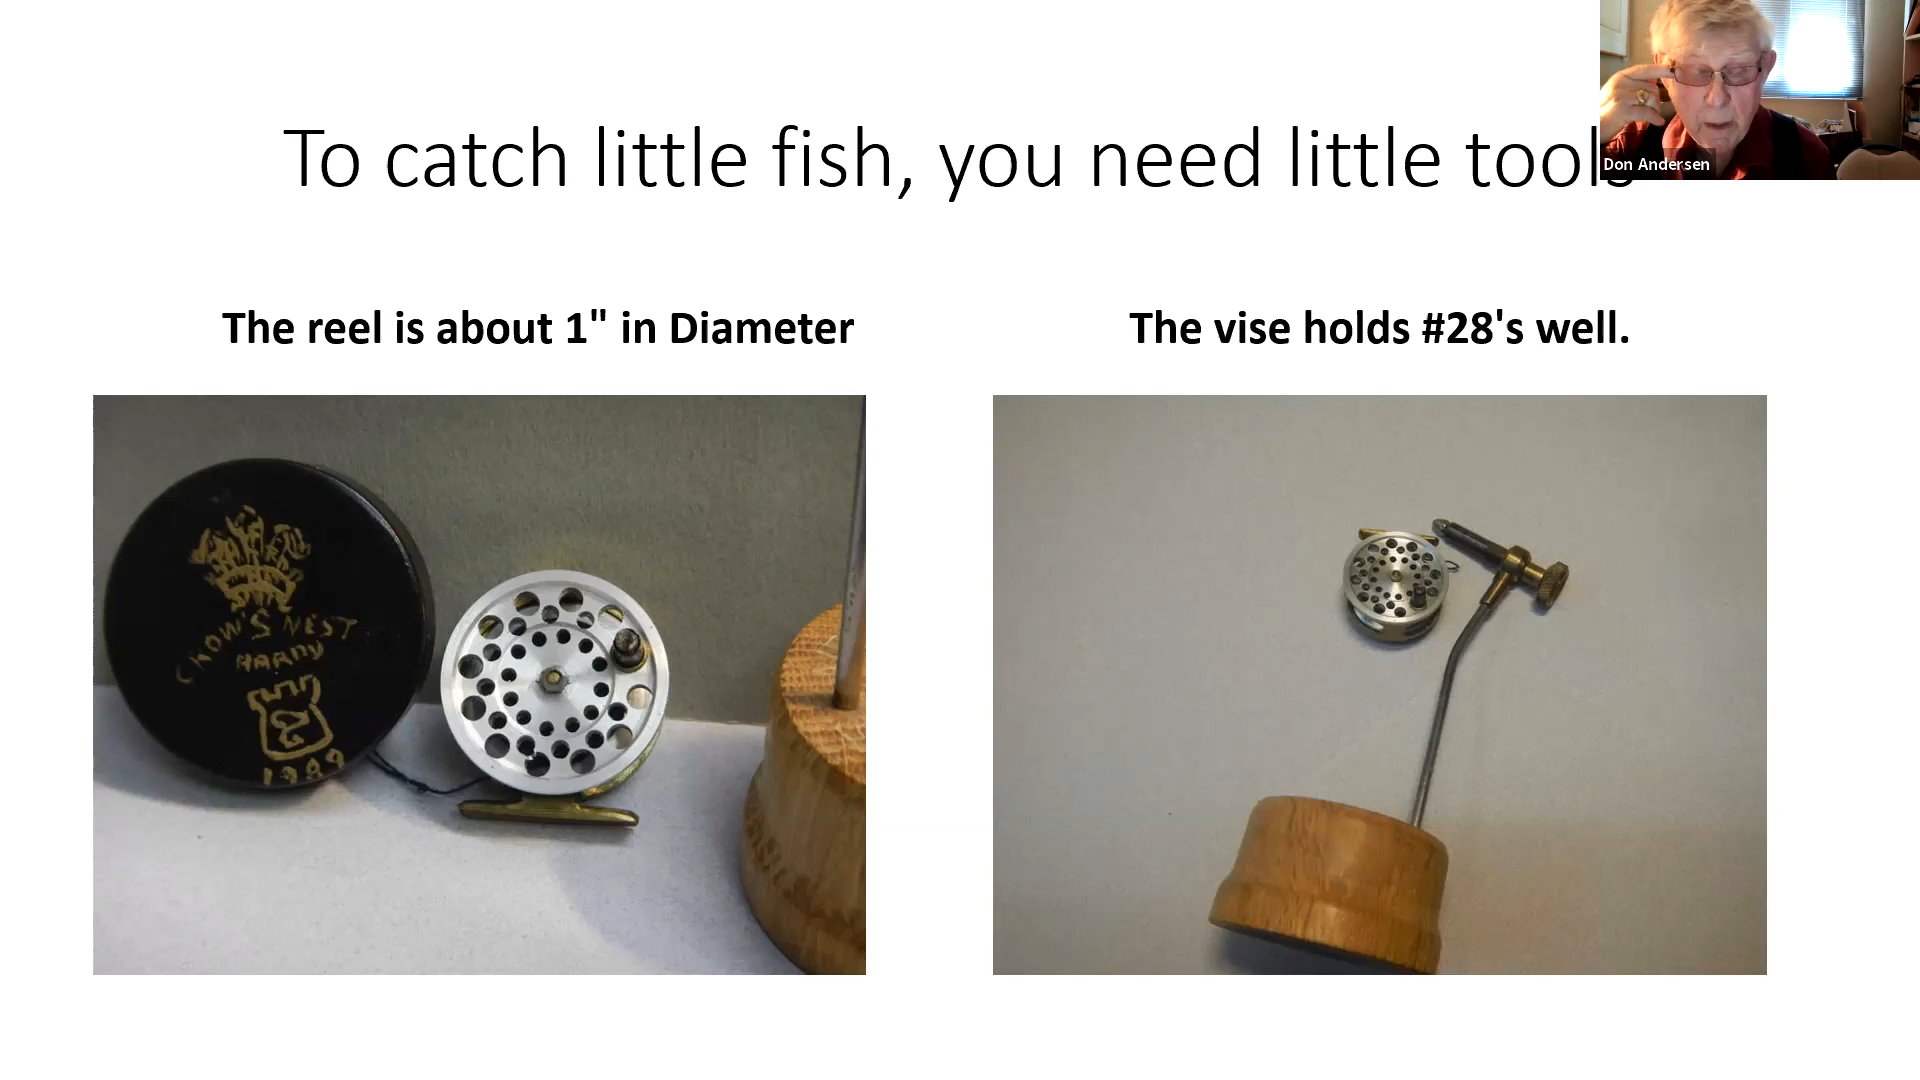 To catch little fish, you need little tools
Don Andersen
The reel is about 1" in Diameter
The vise holds #28's well.
CROW'S NEST
HARDY
1989